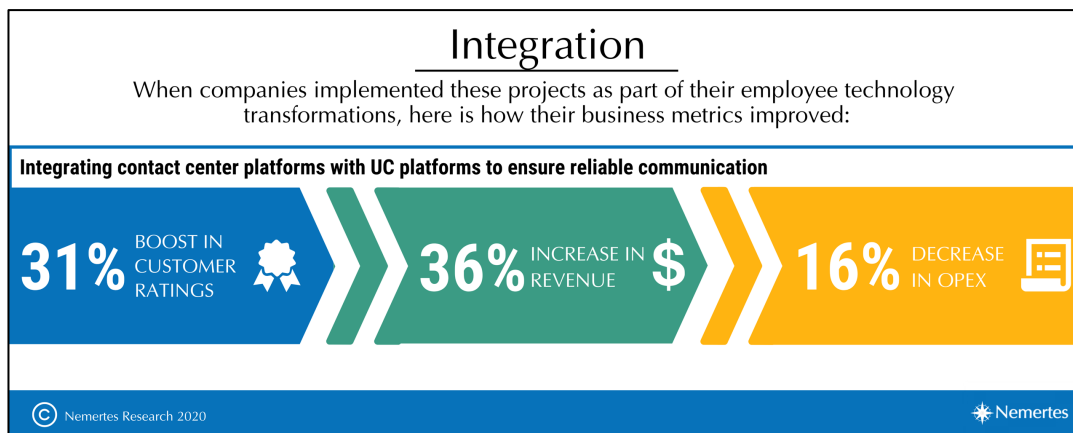 Integration
When companies implemented these projects as part of their employee technology
transformations, here is how their business metrics improved:
Integrating contact center platforms with UC platforms to ensure reliable communication
31%
BOOST IN
CUSTOMER
RATINGS
36%
INCREASE IN
REVENUE
$
16%
DECREASE
IN OPEX
© Nemertes Research 2020
Nemertes